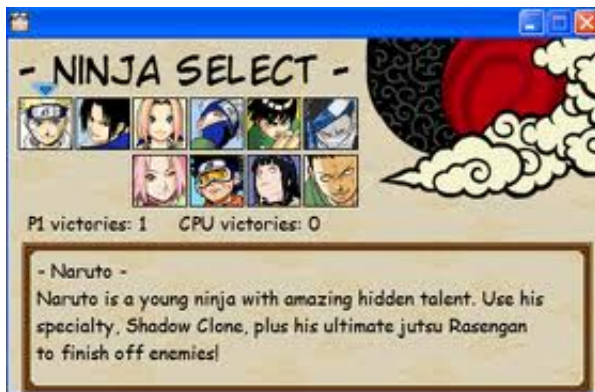 - NINJA SELECT -
P1 victories: 1 CPU victories: 0
- Naruto -
Naruto is a young ninja with amazing hidden talent. Use his
specialty, Shadow Clone, plus his ultimate jutsu Rasengan
to finish off enemies!